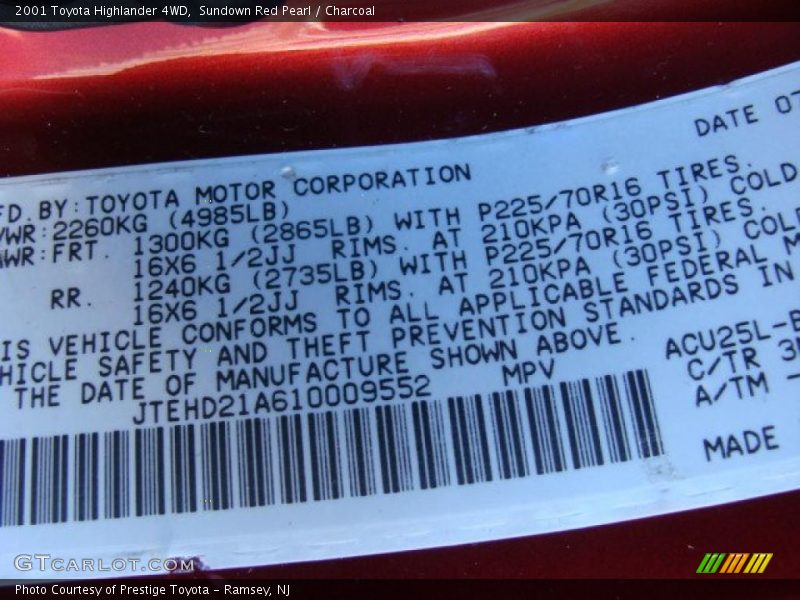 2001 Toyota Highlander 4WD, Sundown Red Pearl / Charcoal
DATE 07
FD.BY:TOYOTA MOTOR CORPORATION
VWR:2260KG (4985LB)
AWR:FRT. 1300KG (2865LB) WITH P225/70R16 TIRES.
16X6 1/2JJ RIMS. AT 210KPA (30PSI) COLD
RR. 1240KG (2735LB) WITH P225/70R16 TIRES.
16X6 1/2JJ RIMS. AT 210KPA (30PSI) COLD
IS VEHICLE CONFORMS TO ALL APPLICABLE FEDERAL M
HICLE SAFETY AND THEFT PREVENTION STANDARDS IN
THE DATE OF MANUFACTURE SHOWN ABOVE.
JTEHD21A610009552 MPV
ACU25L-
C/TR 3
A/TM -
MADE
GTCARLOT.COM
Photo Courtesy of Prestige Toyota - Ramsey, NJ